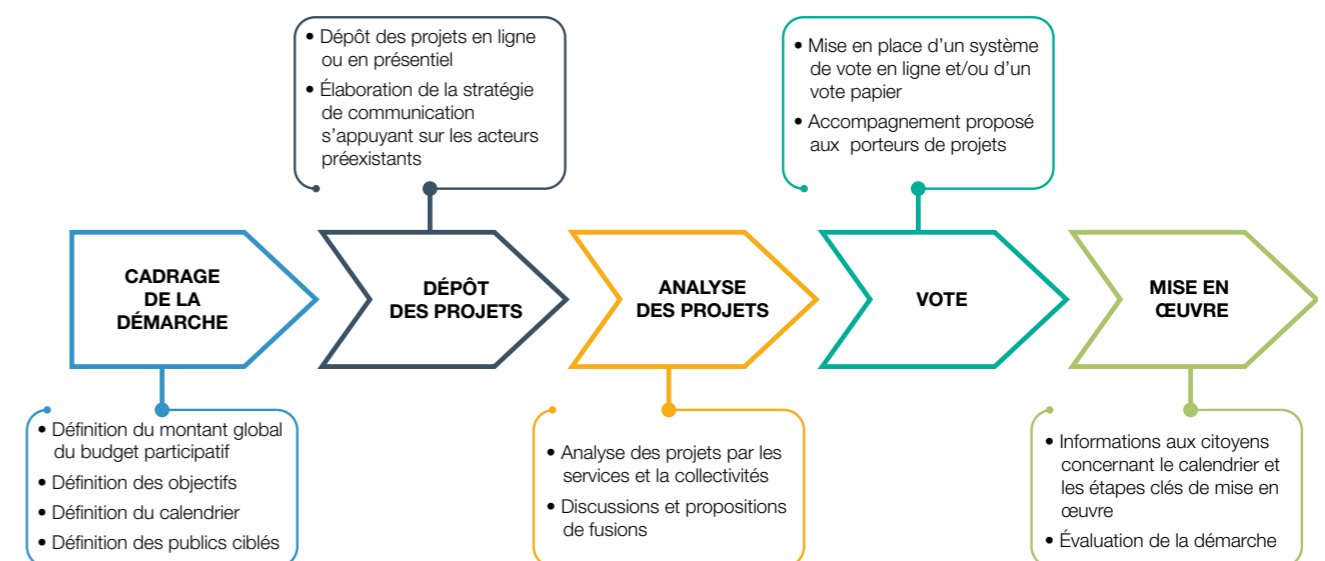 • Dépôt des projets en ligne
ou en présentiel
• Élaboration de la stratégie
de communication
s'appuyant sur les acteurs
préexistants
• Mise en place d'un système
de vote en ligne et/ou d'un
vote papier
• Accompagnement proposé
aux porteurs de projets
CADRAGE
DE LA
DÉMARCHE
DÉPÔT
DES PROJETS
ANALYSE
DES PROJETS
VOTE
MISE EN
ŒUVRE
• Définition du montant global
du budget participatif
• Définition des objectifs
• Définition du calendrier
• Définition des publics ciblés
• Analyse des projets par les
services et la collectivités
• Discussions et propositions
de fusions
• Informations aux citoyens
concernant le calendrier et
les étapes clés de mise en
œuvre
• Évaluation de la démarche